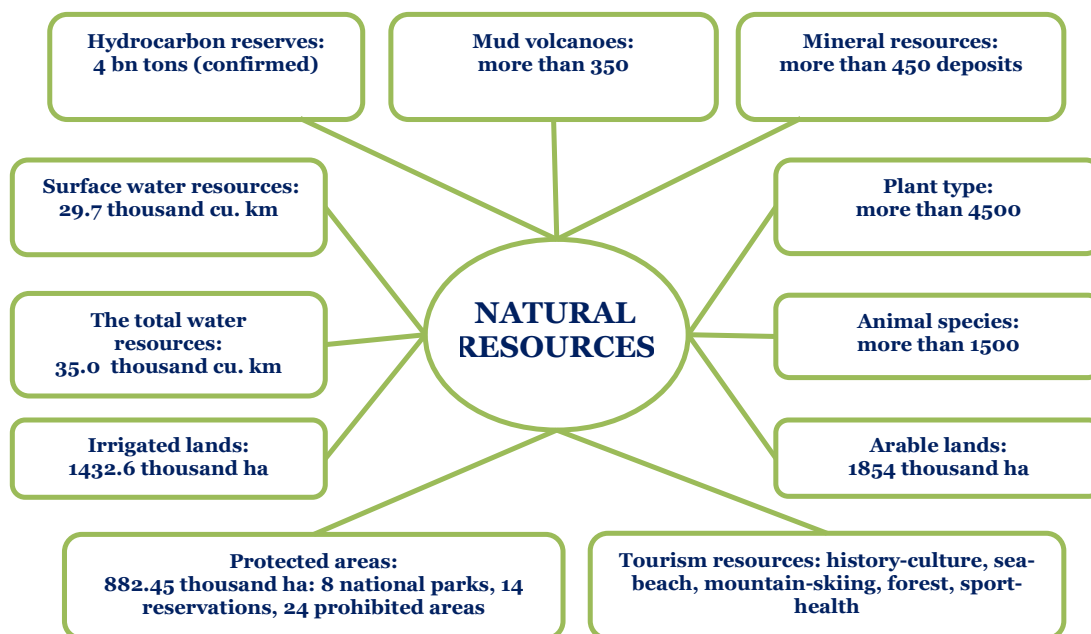 Hydrocarbon reserves:
4 bn tons (confirmed)
Mud volcanoes:
more than 350
Mineral resources:
more than 450 deposits
Surface water resources:
29.7 thousand cu. km
Plant type:
more than 4500
NATURAL
RESOURCES
The total water
resources:
35.0 thousand cu. km
Animal species:
more than 1500
Irrigated lands:
1432.6 thousand ha
Arable lands:
1854 thousand ha
Protected areas:
882.45 thousand ha: 8 national parks, 14
reservations, 24 prohibited areas
Tourism resources: history-culture, sea-
beach, mountain-skiing, forest, sport-
health